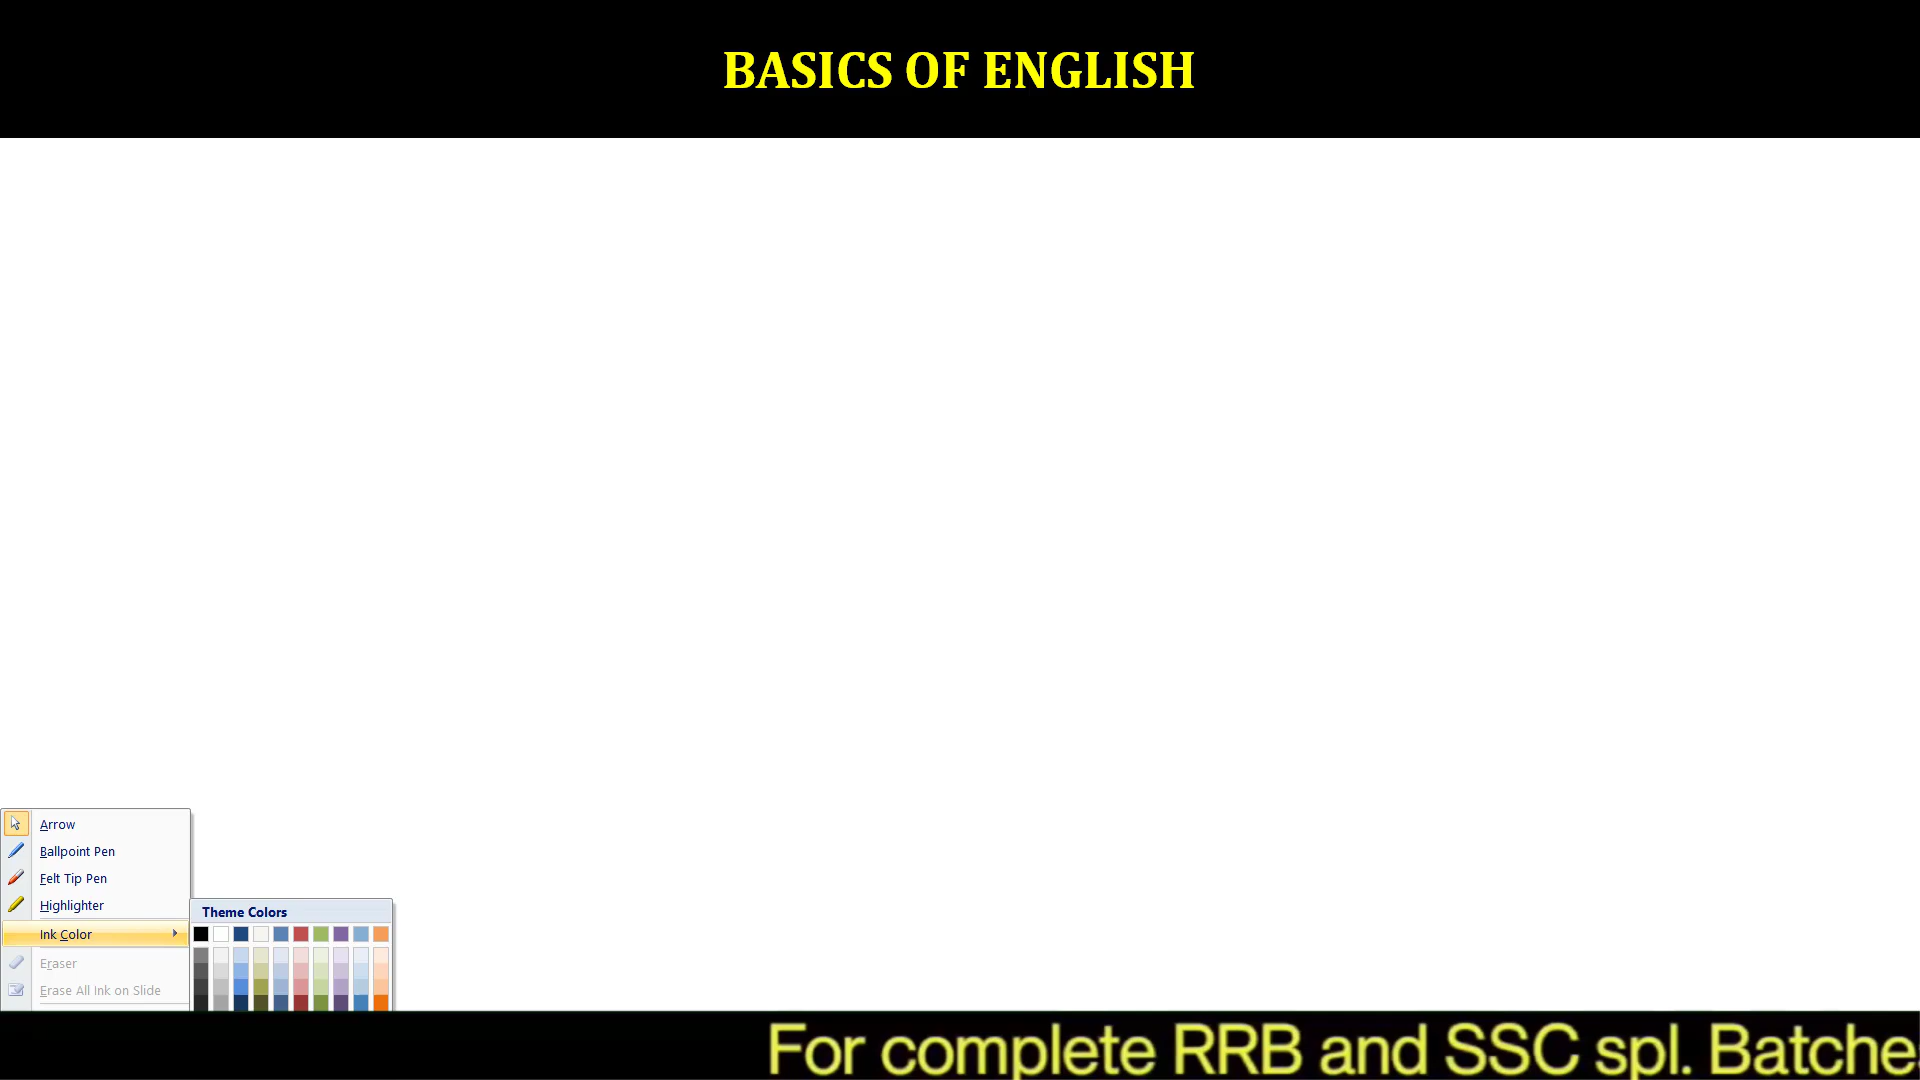 BASICS OF ENGLISH
Arrow
Ballpoint Pen
Felt Tip Pen
Highlighter
Ink Color
Eraser
Erase All Ink on Slide
Theme Colors
For complete RRB and SSC spl. Batche